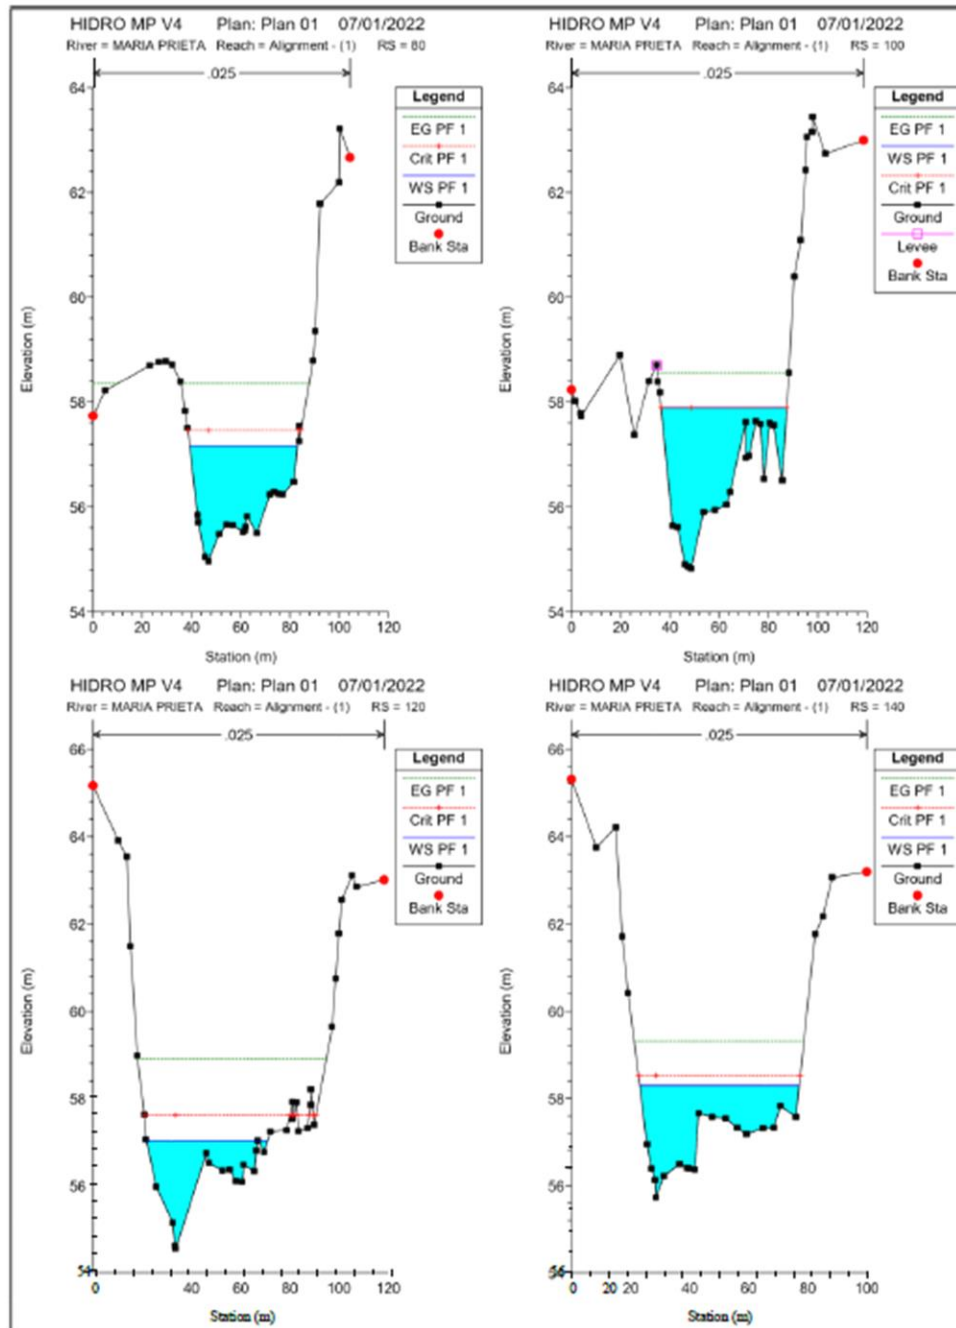 HIDRO MP V4 Plan: Plan 01 07/01/2022
River = MARIA PRIETA Reach = Alignment - (1) RS = 80
.025
Legend
EG PF 1
Crit PF 1
WS PF 1
Ground
Bank Sta
Elevation (m)
64
62
60
58
56
54
0 20 40 60 80 100 120
Station (m)
HIDRO MP V4 Plan: Plan 01 07/01/2022
River = MARIA PRIETA Reach = Alignment - (1) RS = 100
.025
Legend
EG PF 1
WS PF 1
Crit PF 1
Ground
Levee
Bank Sta
Elevation (m)
64
62
60
58
56
54
0 20 40 60 80 100 120
Station (m)
HIDRO MP V4 Plan: Plan 01 07/01/2022
River = MARIA PRIETA Reach = Alignment - (1) RS = 120
.025
Legend
EG PF 1
Crit PF 1
WS PF 1
Ground
Bank Sta
Elevation (m)
66
64
62
60
58
56
54
0 40 60 80 100 120
Station (m)
HIDRO MP V4 Plan: Plan 01 07/01/2022
River = MARIA PRIETA Reach = Alignment - (1) RS = 140
.025
Legend
EG PF 1
Crit PF 1
WS PF 1
Ground
Bank Sta
Elevation (m)
66
64
62
60
58
56
0 20 20 40 60 80 100
Station (m)